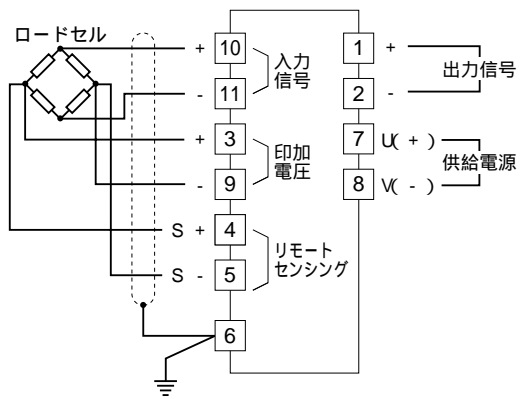 ロードセル
+ 10 入力
信号
- 11
+ 3 印加
電圧
- 9
S + 4 リモート
センシング
S - 5
6
1 + 出力信号
2 -
7 U( + ) 供給電源
8 V( - )